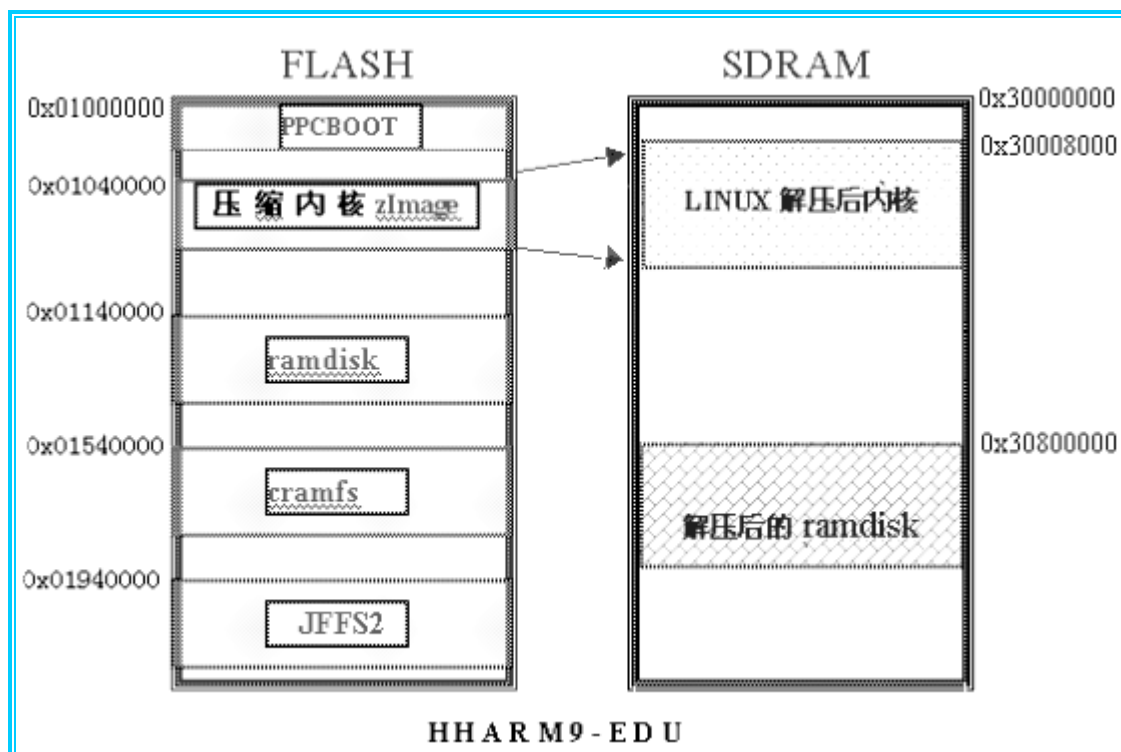 FLASH
SDRAM
0x01000000
PPCBOOT
0x01040000
压缩内核 zImage
0x01140000
ramdisk
0x01540000
cramfs
0x01940000
JFFS2
0x30000000
0x30008000
LINUX 解压后内核
0x30800000
解压后的 ramdisk
HHARM9-EDU